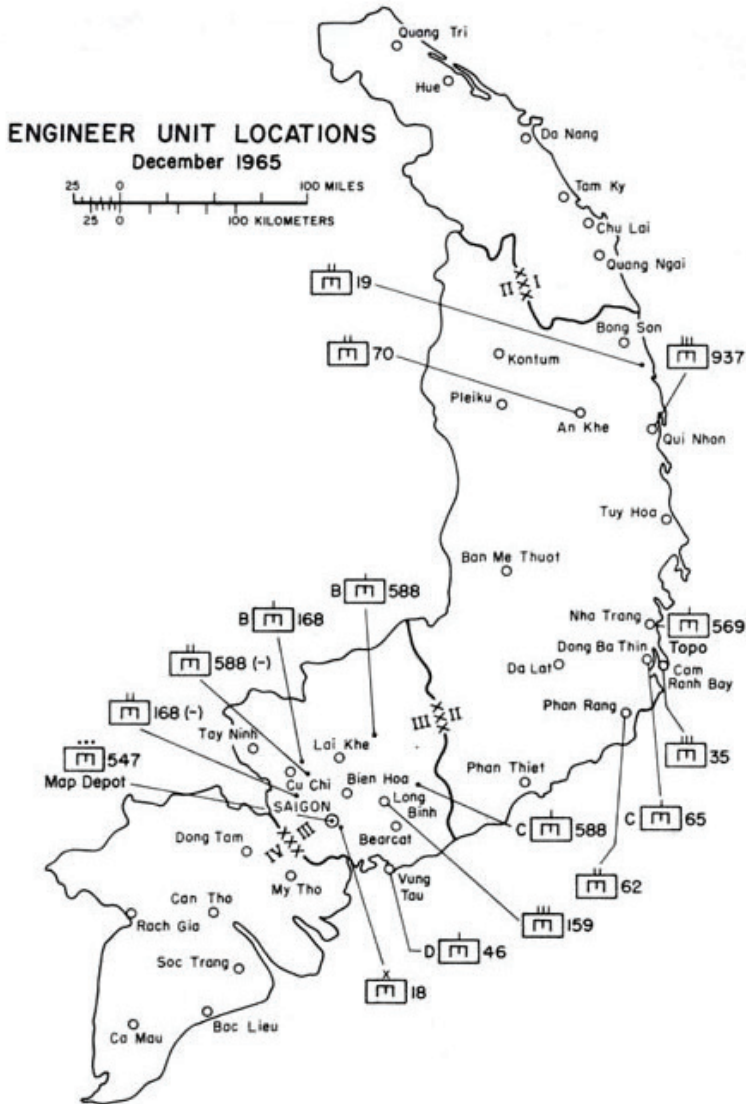 ENGINEER UNIT LOCATIONS
December 1965
25 0 100 MILES
25 0 100 KILOMETERS
Quang Tri
Hue
Da Nang
Tam Ky
Chu Lai
Quang Ngai
XXX
II I
19
Bong Son
70
Kontum
937
Pleiku
An Khe
Qui Nhon
Tuy Hoa
Ban Me Thuot
B 588
B 168
Nha Trang
569
Topo
588 (-)
Dong Ba Thin
Da Lat
Cam
Ranh Bay
168 (-)
Phan Rang
XXX
III II
Tay Ninh
Lai Khe
35
547
Map Depot
Cu Chi
Bien Hoa
Phan Thiet
SAIGON
Long
Binh
C 65
XXX
IV III
Bearcat
C 588
Dong Tam
My Tho
Vung
Tau
62
Can Tho
Rach Gia
159
D 46
Soc Trang
X
18
Bac Lieu
Ca Mau